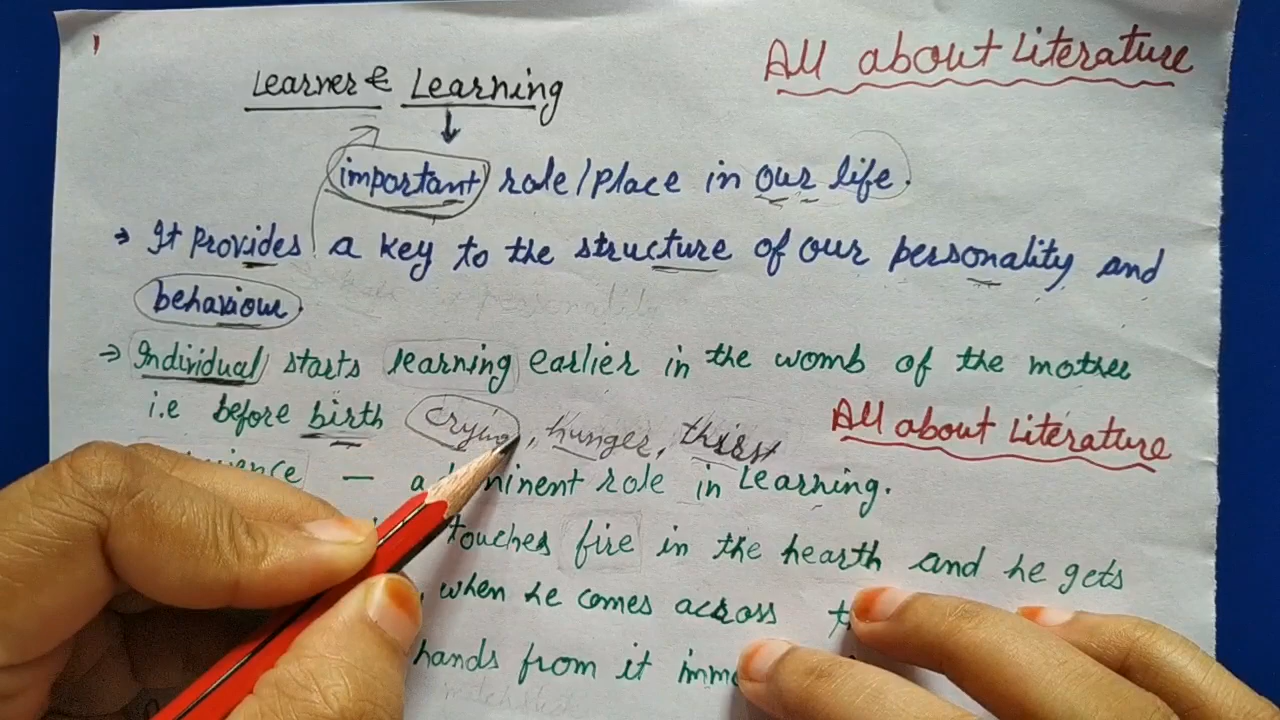 All about Literature
Learner & Learning
important role/place in our life.
→ It provides a key to the structure of our personality and
behaviour.
→ Individual starts learning earlier in the womb of the mother
i.e before birth crying, hunger, thirst
All about Literature
— a role in Learning.
touches fire in the hearth and he gets
, when he comes across
hands from it